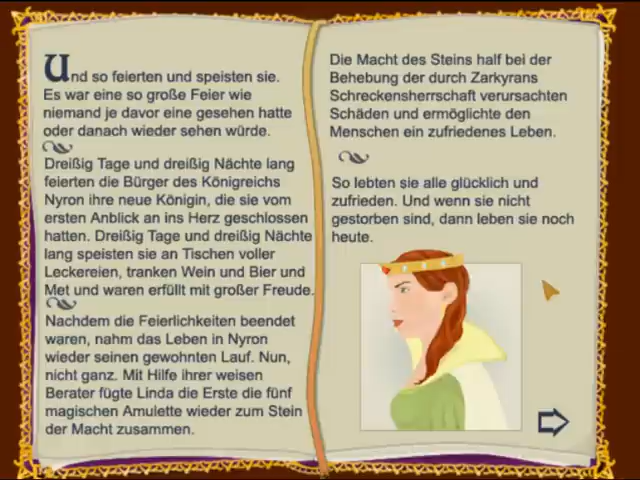 Und so feierten und speisten sie.
Es war eine so große Feier wie
niemand je davor eine gesehen hatte
oder danach wieder sehen würde.
Dreißig Tage und dreißig Nächte lang
feierten die Bürger des Königreichs
Nyron ihre neue Königin, die sie vom
ersten Anblick an ins Herz geschlossen
hatten. Dreißig Tage und dreißig Nächte
lang speisten sie an Tischen voller
Leckereien, tranken Wein und Bier und
Met und waren erfüllt mit großer Freude.
Nachdem die Feierlichkeiten beendet
waren, nahm das Leben in Nyron
wieder seinen gewohnten Lauf. Nun,
nicht ganz. Mit Hilfe ihrer weisen
Berater fügte Linda die Erste die fünf
magischen Amulette wieder zum Stein
der Macht zusammen.
Die Macht des Steins half bei der
Behebung der durch Zarkyrans
Schreckensherrschaft verursachten
Schäden und ermöglichte den
Menschen ein zufriedenes Leben.
So lebten sie alle glücklich und
zufrieden. Und wenn sie nicht
gestorben sind, dann leben sie noch
heute.